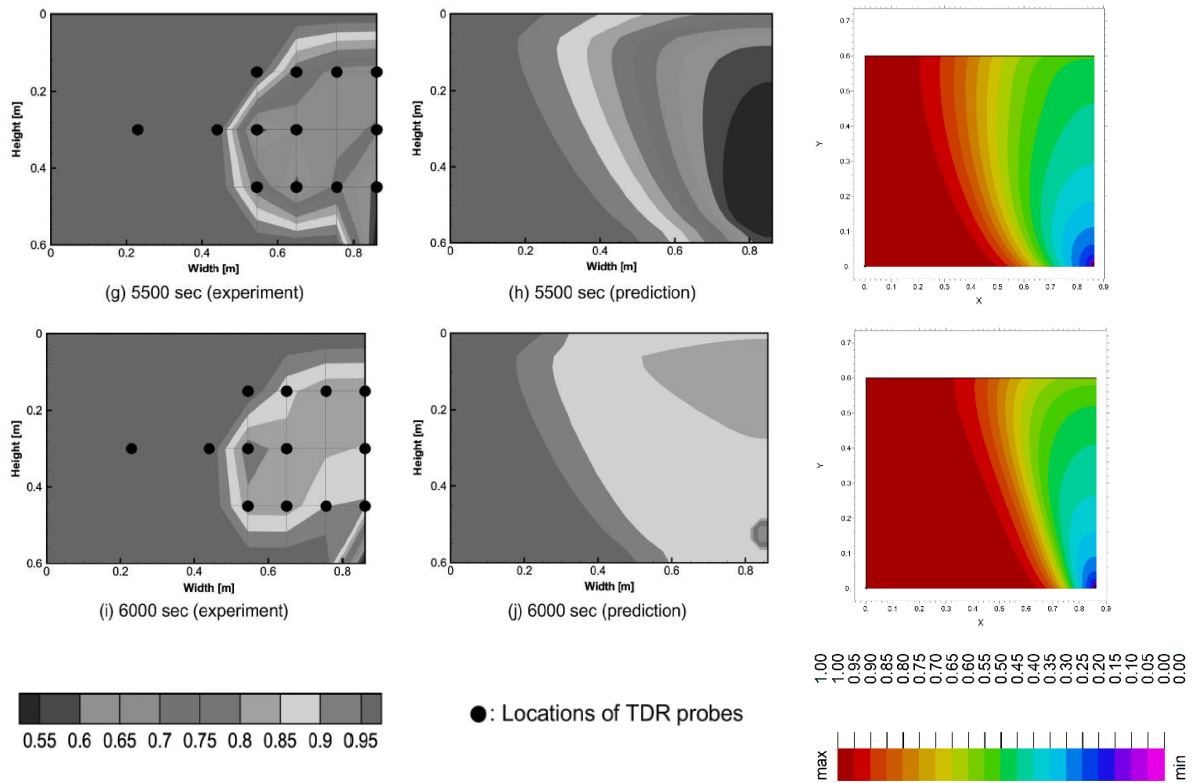 0
0.2
0.4
0.6
Height [m]
0 0.2 0.4 0.6 0.8
Width [m]
(g) 5500 sec (experiment)
0
0.2
0.4
0.6
Height [m]
0 0.2 0.4 0.6 0.8
Width [m]
(h) 5500 sec (prediction)
0.7
0.6
0.5
0.4
0.3
0.2
0.1
0.
Y
0. 0.1 0.2 0.3 0.4 0.5 0.6 0.7 0.8 0.9
X
0
0.2
0.4
0.6
Height [m]
0 0.2 0.4 0.6 0.8
Width [m]
(i) 6000 sec (experiment)
0
0.2
0.4
0.6
Height [m]
0 0.2 0.4 0.6 0.8
Width [m]
(j) 6000 sec (prediction)
0.7
0.6
0.5
0.4
0.3
0.2
0.1
0.
Y
0. 0.1 0.2 0.3 0.4 0.5 0.6 0.7 0.8 0.9
X
0.55 0.6 0.65 0.7 0.75 0.8 0.85 0.9 0.95
: Locations of TDR probes
1.00 1.00 0.95 0.90 0.85 0.80 0.75 0.70 0.65 0.60 0.55 0.50 0.45 0.40 0.35 0.30 0.25 0.20 0.15 0.10 0.05 0.00 0.00
max
min